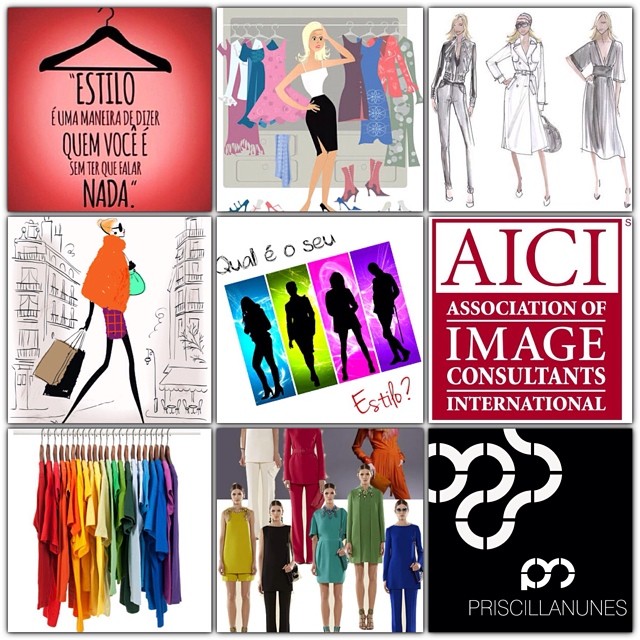 "ESTILO
É UMA MANEIRA DE DIZER
QUEM VOCÊ É
SEM TER QUE FALAR
NADA."
Qual é o seu
Estilo?
AICI
S
ASSOCIATION OF
IMAGE
CONSULTANTS
INTERNATIONAL
pn
PRISCILLANUNES